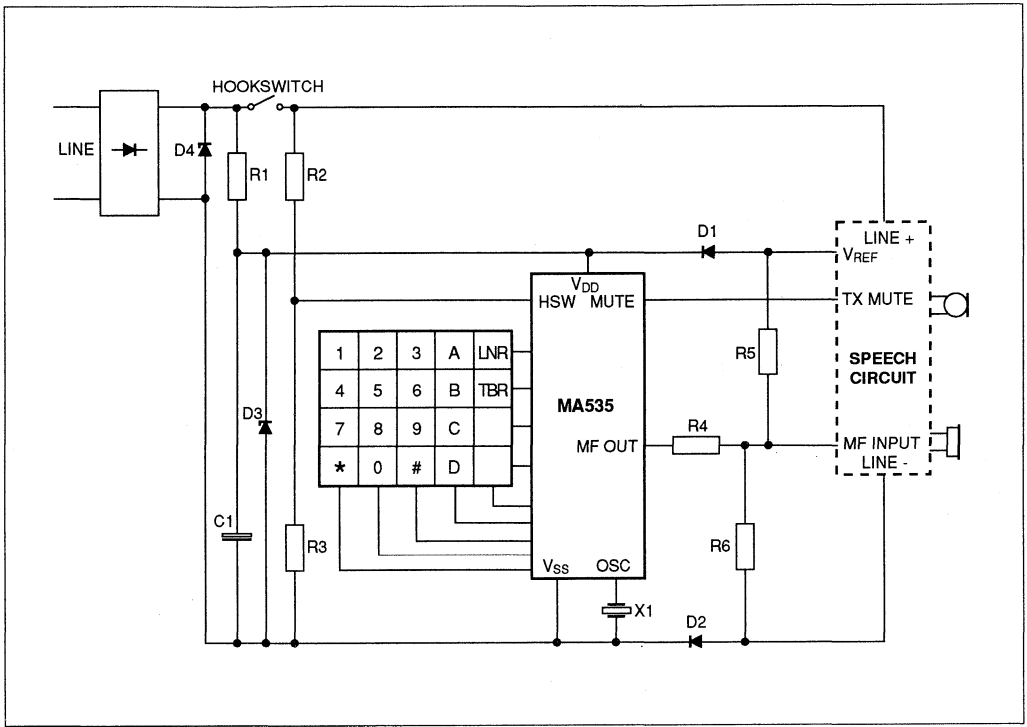 HOOKSWITCH
LINE
D4
R1
R2
D1
LINE +
VREF
VDD
HSW MUTE
TX MUTE
1 2 3 A LNR
4 5 6 B TBR
7 8 9 C
* 0 # D
R5
SPEECH
CIRCUIT
MA535
D3
R4
MF OUT
MF INPUT
LINE -
C1
R3
R6
VSS OSC
X1
D2